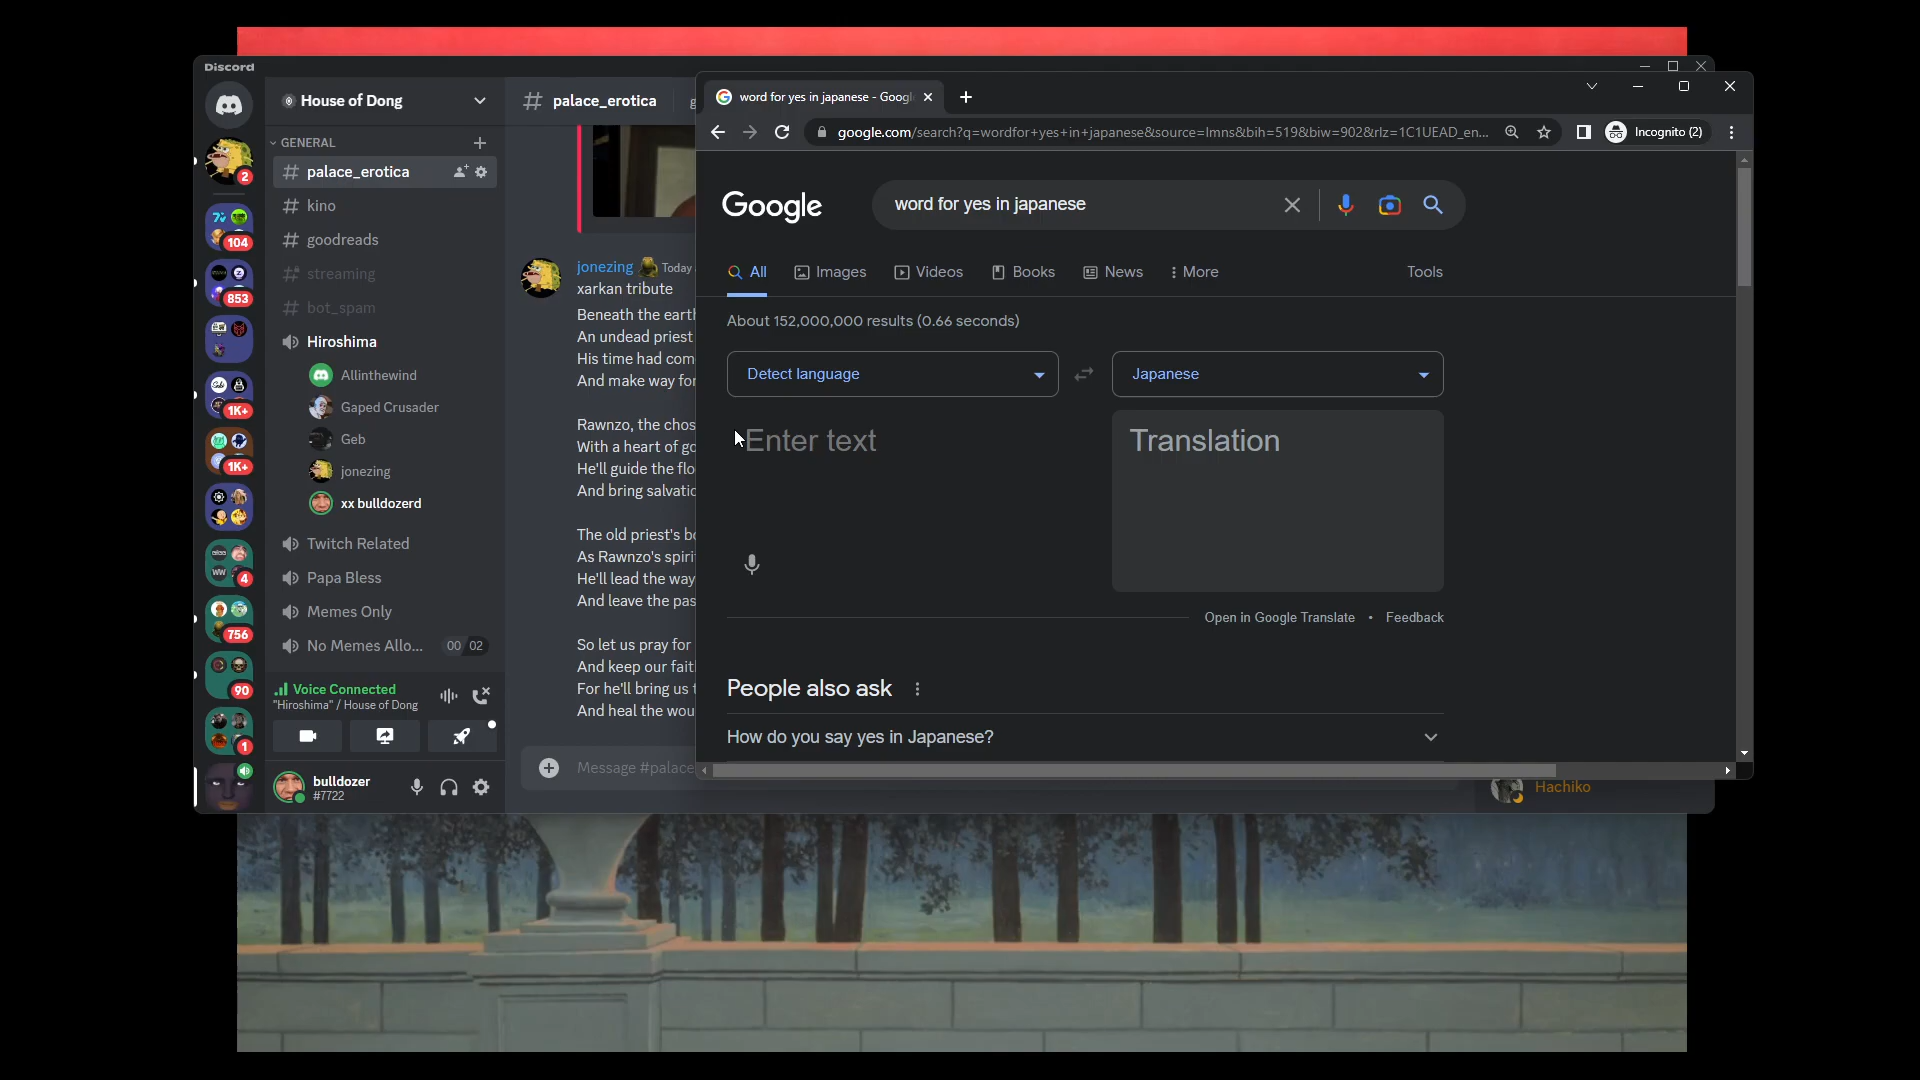 Discord
House of Dong
GENERAL
palace_erotica
kino
goodreads
streaming
bot_spam
Hiroshima
Allinthewind
Gaped Crusader
Geb
jonezing
xx bulldozerd
Twitch Related
Papa Bless
Memes Only
No Memes Allo...
00 02
Voice Connected
"Hiroshima" / House of Dong
bulldozer
#7722
2
104
853
1K+
1K+
4
756
90
1
palace_erotica
jonezing Today
xarkan tribute
Beneath the earth
An undead priest
His time had com
And make way for
Rawnzo, the chos
With a heart of go
He'll guide the flo
And bring salvatio
The old priest's bo
As Rawnzo's spiri
He'll lead the way
And leave the pas
So let us pray for
And keep our fait
For he'll bring us t
And heal the wou
Message #palace
word for yes in japanese - Googl
google.com/search?q=wordfor+yes+in+japanese&source=lmns&bih=519&biw=902&rlz=1C1UEAD_en...
Incognito (2)
Google
word for yes in japanese
All Images Videos Books News More Tools
About 152,000,000 results (0.66 seconds)
Detect language Japanese
Enter text Translation
Open in Google Translate • Feedback
People also ask
How do you say yes in Japanese?
Hachiko